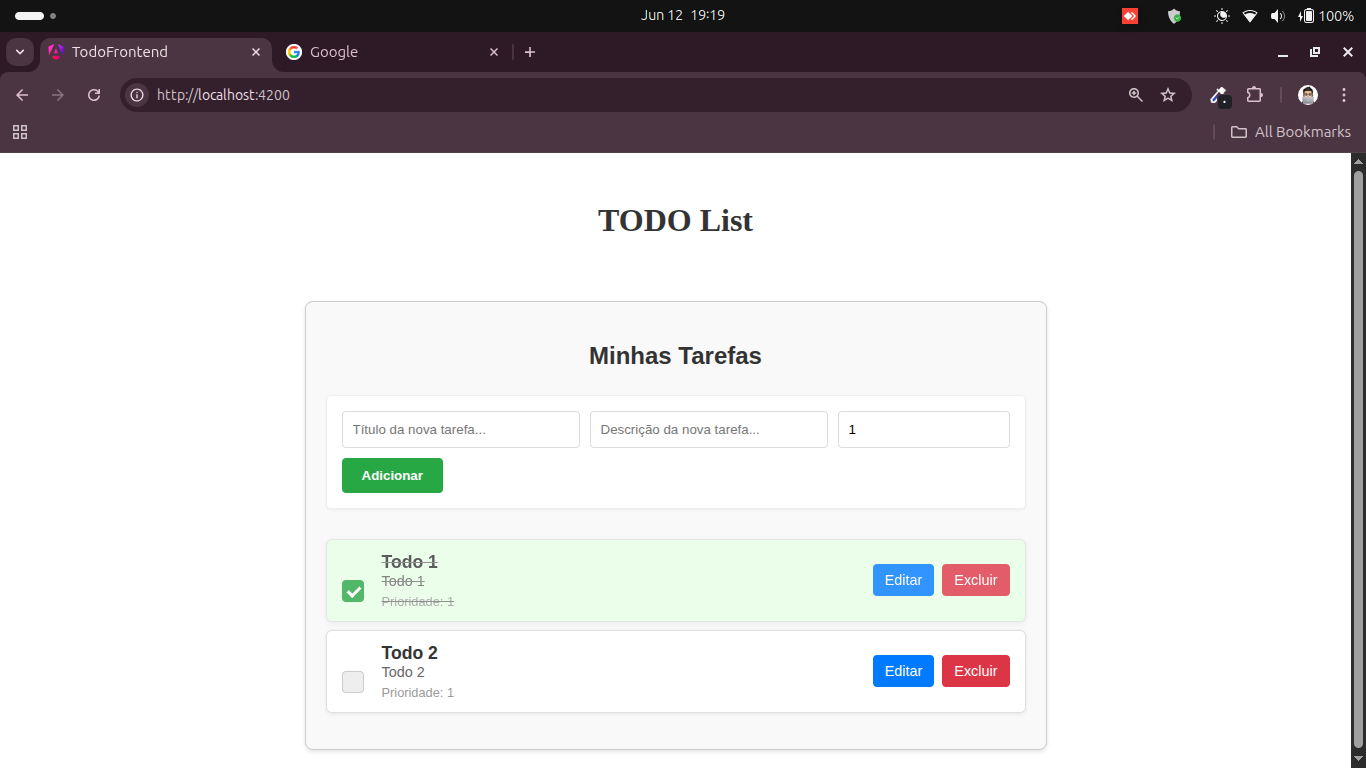 Jun 12 19:19
100%
TodoFrontend
Google
http://localhost:4200
All Bookmarks
TODO List
Minhas Tarefas
Título da nova tarefa...
Descrição da nova tarefa...
1
Adicionar
Todo 1
Todo 1
Prioridade: 1
Editar
Excluir
Todo 2
Todo 2
Prioridade: 1
Editar
Excluir